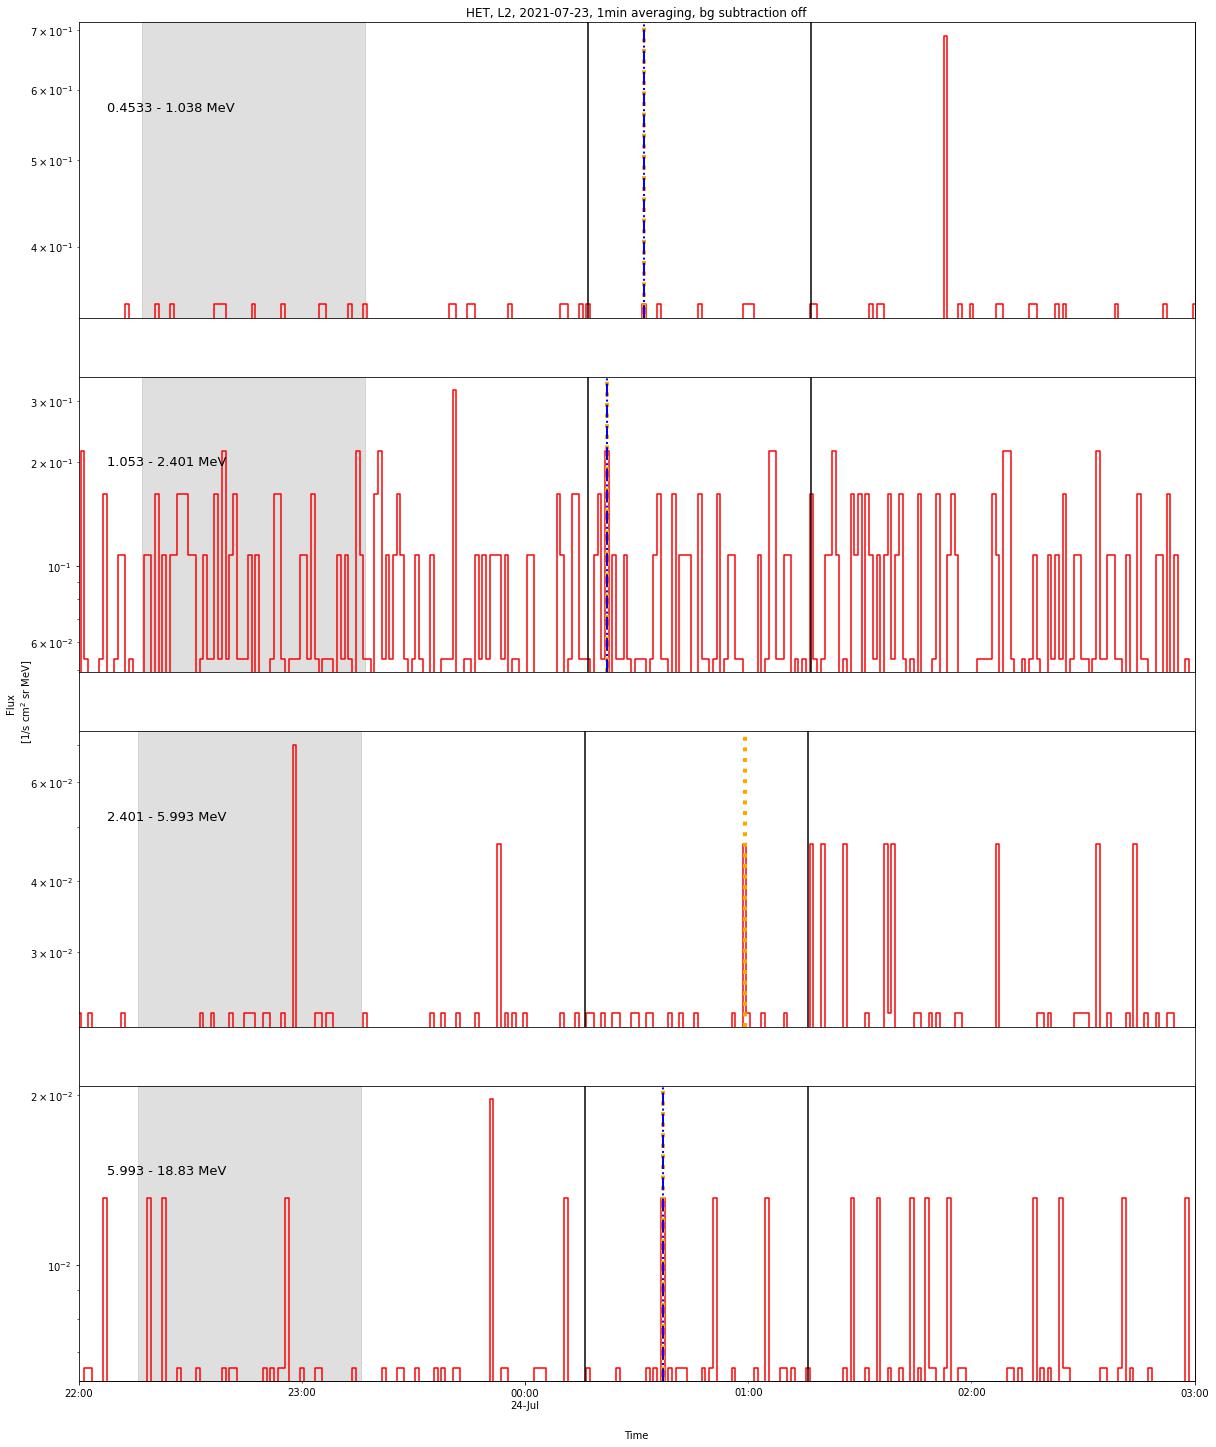 HET, L2, 2021-07-23, 1min averaging, bg subtraction off
7 × 10⁻¹
6 × 10⁻¹
5 × 10⁻¹
4 × 10⁻¹
0.4533 - 1.038 MeV
3 × 10⁻¹
2 × 10⁻¹
10⁻¹
6 × 10⁻²
1.053 - 2.401 MeV
Flux
[1/s cm² sr MeV]
6 × 10⁻²
4 × 10⁻²
3 × 10⁻²
2.401 - 5.993 MeV
2 × 10⁻²
10⁻²
5.993 - 18.83 MeV
22:00 23:00 00:00 01:00 02:00 03:00
24-Jul
Time